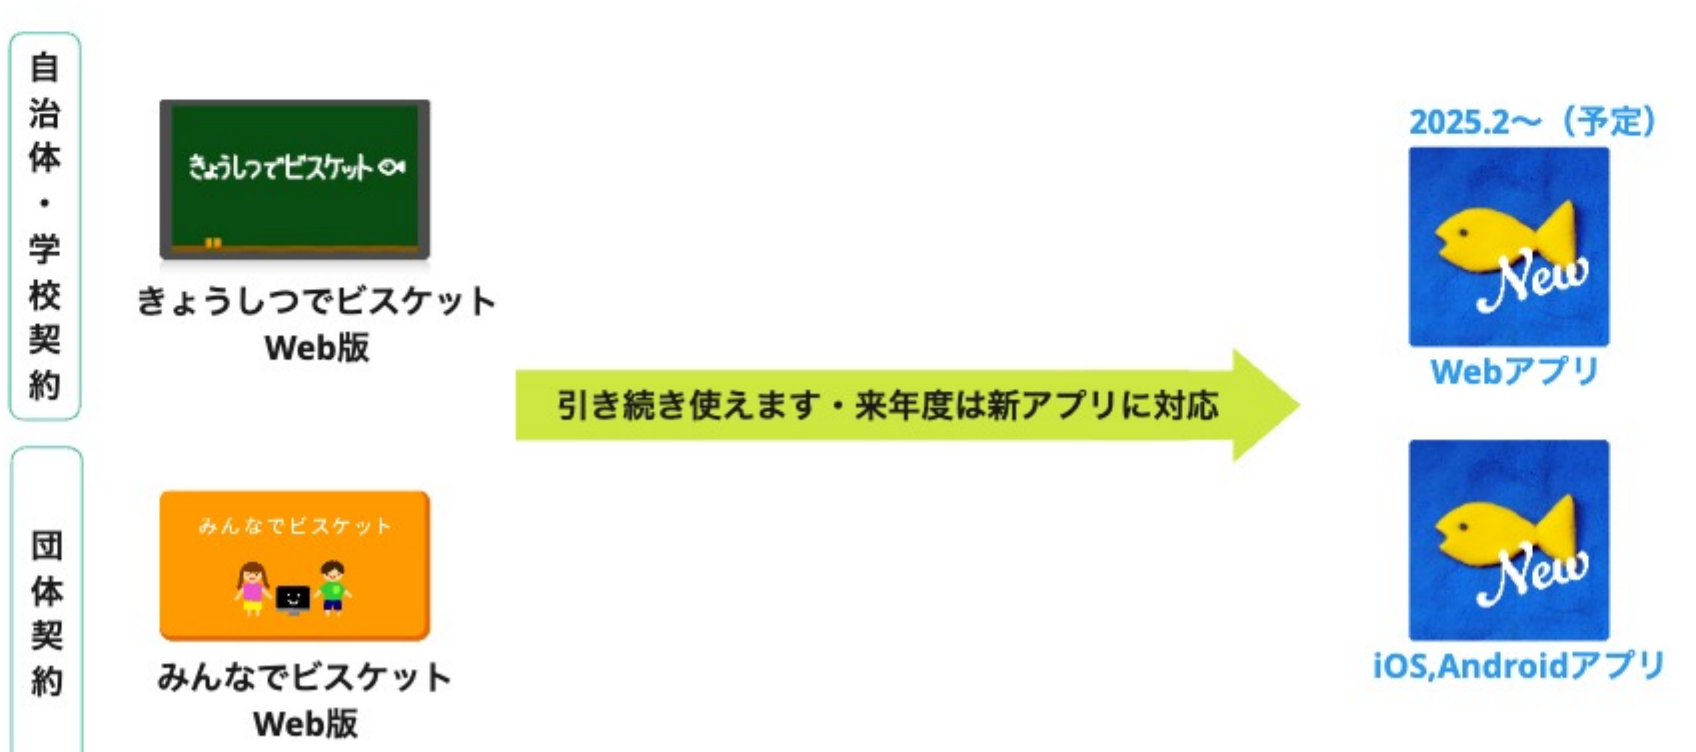 自治体・学校契約
きょうしつでビスケット
きょうしつでビスケット
Web版
引き続き使えます・来年度は新アプリに対応
2025.2～（予定）
New
Webアプリ
団体契約
みんなでビスケット
みんなでビスケット
Web版
New
iOS,Androidアプリ